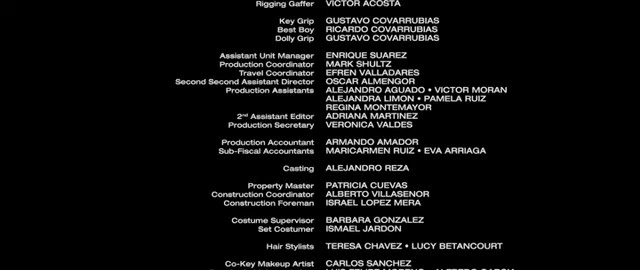 Rigging Gaffer VICTOR ACOSTA
Key Grip GUSTAVO COVARRUBIAS
Best Boy RICARDO COVARRUBIAS
Dolly Grip GUSTAVO COVARRUBIAS
Assistant Unit Manager ENRIQUE SUAREZ
Production Coordinator MARK SHULTZ
Travel Coordinator EFREN VALLADARES
Second Second Assistant Director OSCAR ALMENGOR
Production Assistants ALEJANDRO AGUADO • VICTOR MORAN
ALEJANDRA LIMON • PAMELA RUIZ
REGINA MONTEMAYOR
2nd Assistant Editor ADRIANA MARTINEZ
Production Secretary VERONICA VALDES
Production Accountant ARMANDO AMADOR
Sub-Fiscal Accountants MARICARMEN RUIZ • EVA ARRIAGA
Casting ALEJANDRO REZA
Property Master PATRICIA CUEVAS
Construction Coordinator ALBERTO VILLASENOR
Construction Foreman ISRAEL LOPEZ MERA
Costume Supervisor BARBARA GONZALEZ
Set Costumer ISMAEL JARDON
Hair Stylists TERESA CHAVEZ • LUCY BETANCOURT
Co-Key Makeup Artist CARLOS SANCHEZ